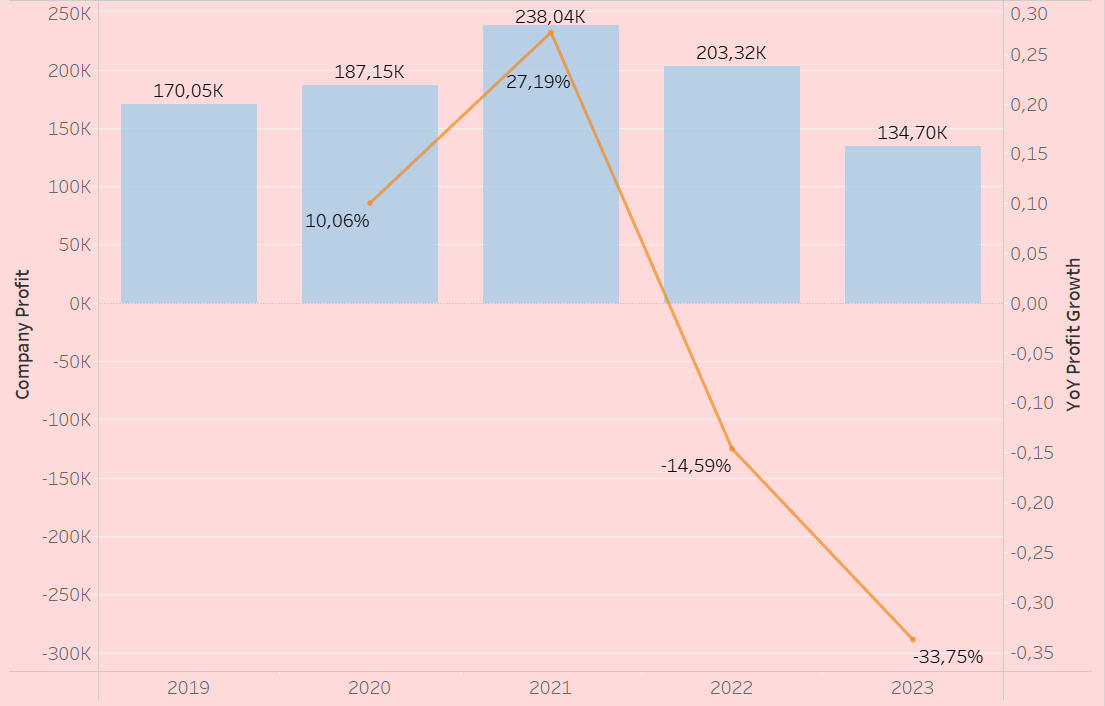 250K
200K
150K
100K
50K
0K
-50K
-100K
-150K
-200K
-250K
-300K
Company Profit
170,05K
187,15K
238,04K
203,32K
134,70K
10,06%
27,19%
-14,59%
-33,75%
0,30
0,25
0,20
0,15
0,10
0,05
0,00
-0,05
-0,10
-0,15
-0,20
-0,25
-0,30
-0,35
YoY Profit Growth
2019 2020 2021 2022 2023